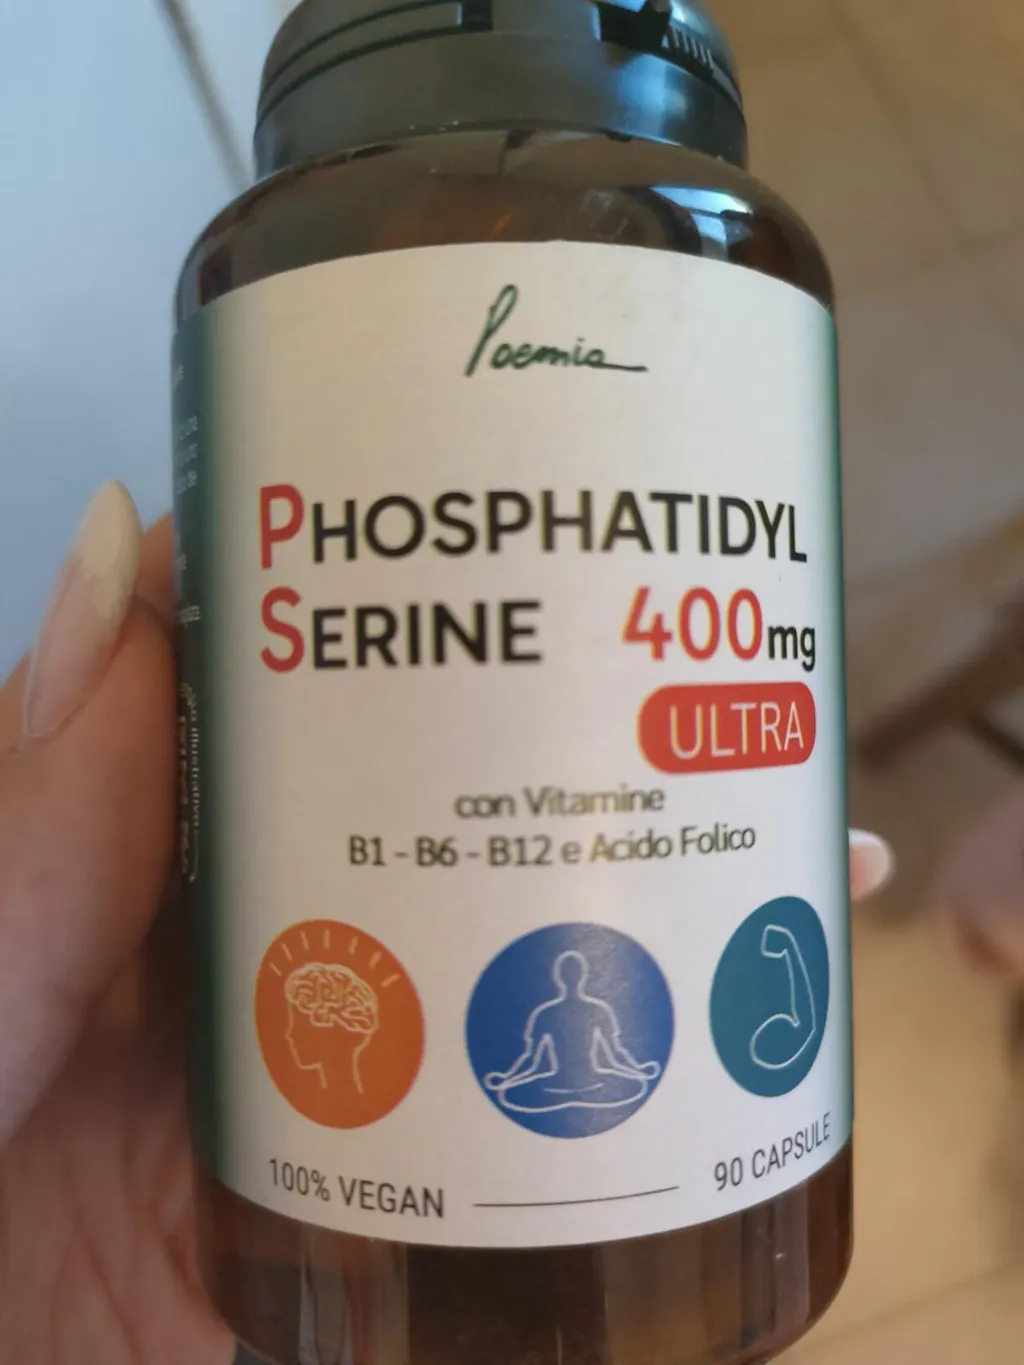 Poemia
PHOSPHATIDYL
SERINE 400mg
ULTRA
con Vitamine
B1 - B6 - B12 e Acido Folico
100% VEGAN
90 CAPSULE